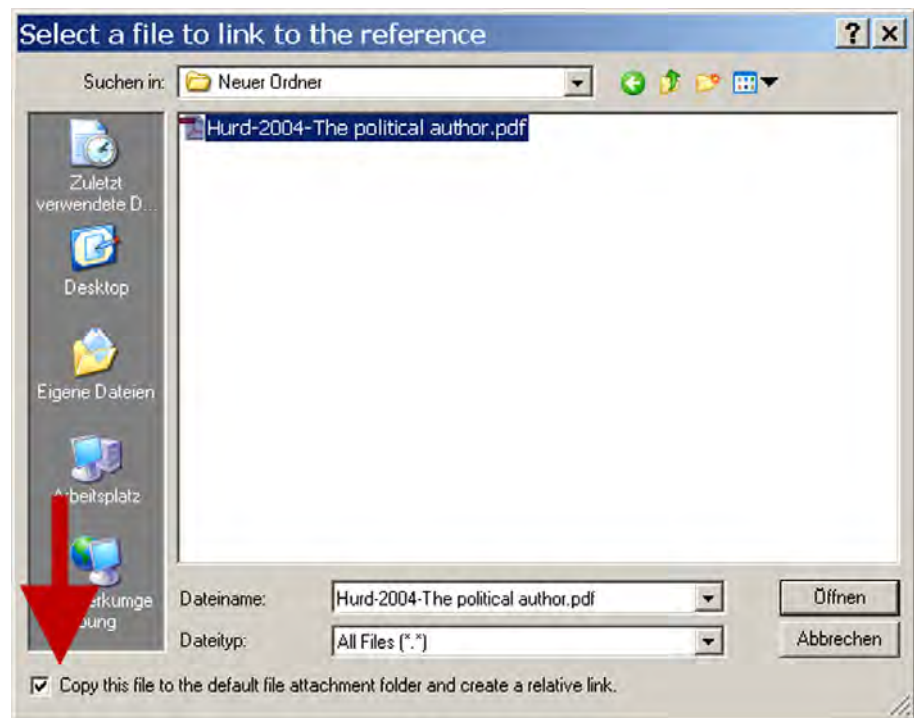 Select a file to link to the reference
Suchen in:
Neuer Ordner
Hurd-2004-The political author.pdf
Zuletzt
verwendete D...
Desktop
Eigene Dateien
Arbeitsplatz
Dateiname:
Hurd-2004-The political author.pdf
Öffnen
Dateityp:
All Files (*.*)
Abbrechen
Copy this file to the default file attachment folder and create a relative link.